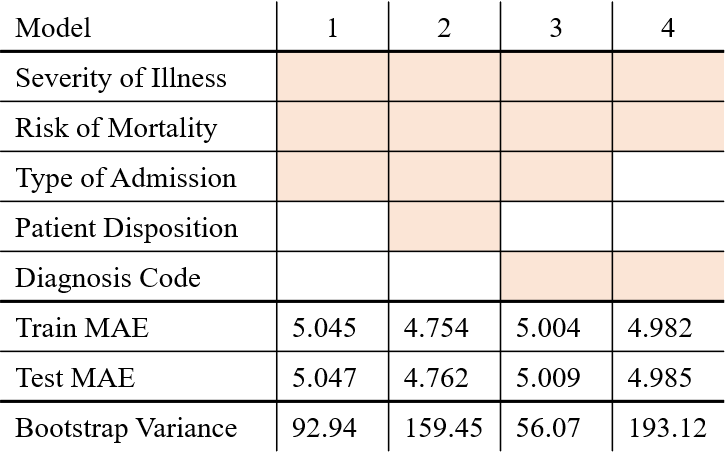 Model 1 2 3 4
Severity of Illness
Risk of Mortality
Type of Admission
Patient Disposition
Diagnosis Code
Train MAE 5.045 4.754 5.004 4.982
Test MAE 5.047 4.762 5.009 4.985
Bootstrap Variance 92.94 159.45 56.07 193.12